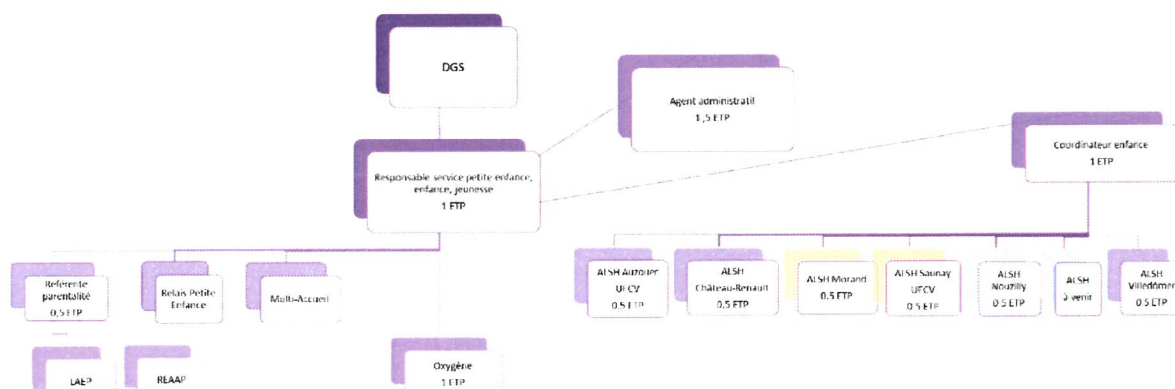 DGS
Agent administratif
1,5 ETP
Coordinateur enfance
1 ETP
Responsable service petite enfance,
enfance, jeunesse
1 ETP
Référente
parentalité
0,5 ETP
Relais Petite
Enfance
Multi-Accueil
ALSH Auzouer
UFCV
0.5 ETP
ALSH
Château-Renault
0.5 ETP
ALSH Morand
0.5 ETP
ALSH Saunay
UFCV
0.5 ETP
ALSH
Nouzilly
0.5 ETP
ALSH
à venir
ALSH
Villedômer
0.5 ETP
LAEP
REAAP
Oxygène
1 ETP